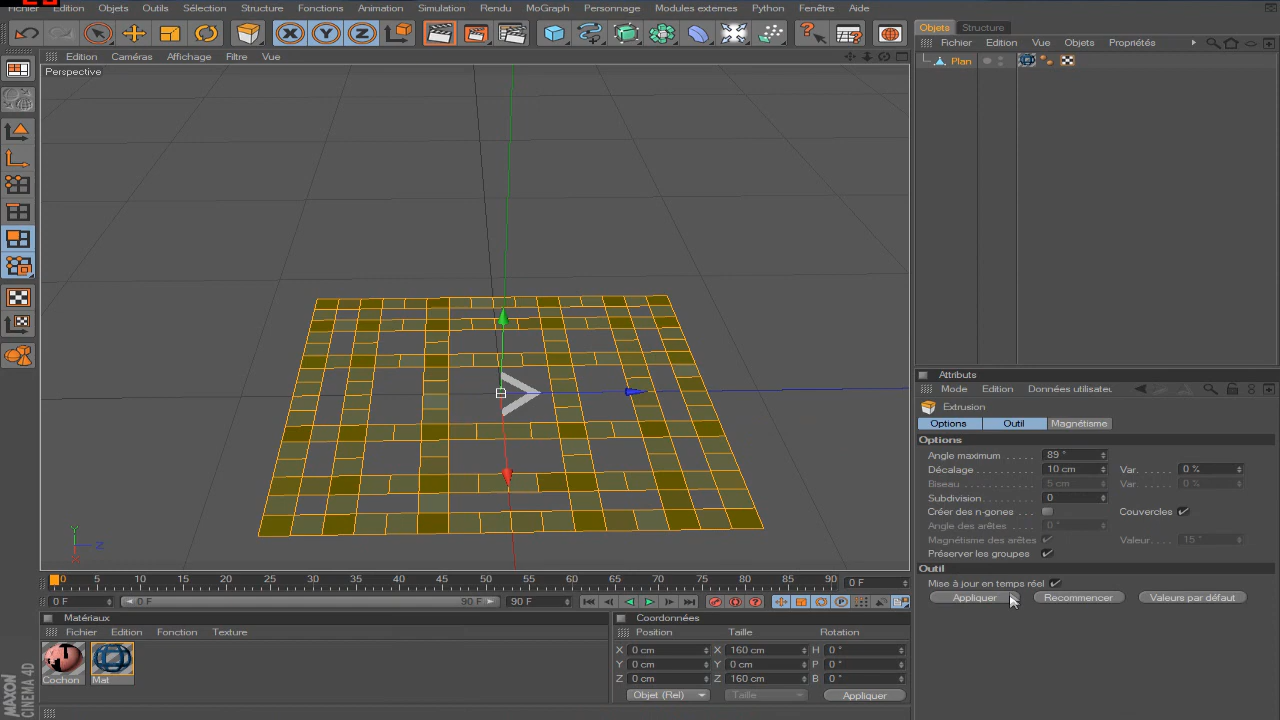 Fichier Edition Objets Outils Sélection Structure Fonctions Animation Simulation Rendu MoGraph Personnage Modules externes Python Fenêtre Aide
X Y Z
Edition Caméras Affichage Filtre Vue
Perspective
Y
Z
X
0 5 10 15 20 25 30 35 40 45 50 55 60 65 70 75 80 85 90 0 F
0 F 0 F 90 F 90 F
Matériaux
Fichier Edition Fonction Texture
Cochon Mat
Coordonnées
Position Taille Rotation
X 0 cm X 160 cm H 0 °
Y 0 cm Y 0 cm P 0 °
Z 0 cm Z 160 cm B 0 °
Objet (Rel) Taille Appliquer
MAXON
CINEMA 4D
Objets Structure
Fichier Edition Vue Objets Propriétés
Plan
Attributs
Mode Edition Données utilisateu
Extrusion
Options Outil Magnétisme
Options
Angle maximum 89 °
Décalage 10 cm Var. 0 %
Biseau 5 cm Var 0 %
Subdivision 0
Créer des n-gones Couvercles
Angle des arêtes 0 °
Magnétisme des arêtes Valeur. 15 °
Préserver les groupes
Outil
Mise à jour en temps réel
Appliquer Recommencer Valeurs par défaut